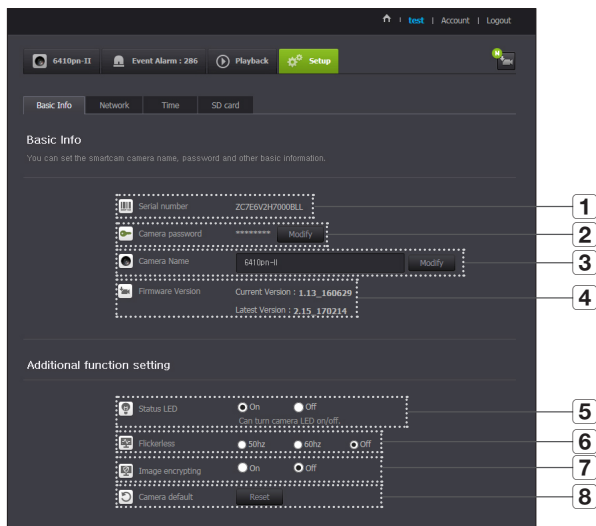 test | Account | Logout
6410pn-II Event Alarm : 286 Playback Setup N
Basic Info Network Time SD card
Basic Info
You can set the smartcam camera name, password and other basic information.
Serial number ZC7E6V2H7000BLL 1
Camera password ******** Modify 2
Camera Name 6410pn-II Modify 3
Firmware Version Current Version : 1.13_160629 4
Latest Version : 2.15_170214
Additional function setting
Status LED On Off 5
Can turn camera LED on/off.
Flickerless 50hz 60hz Off 6
Image encrypting On Off 7
Camera default Reset 8